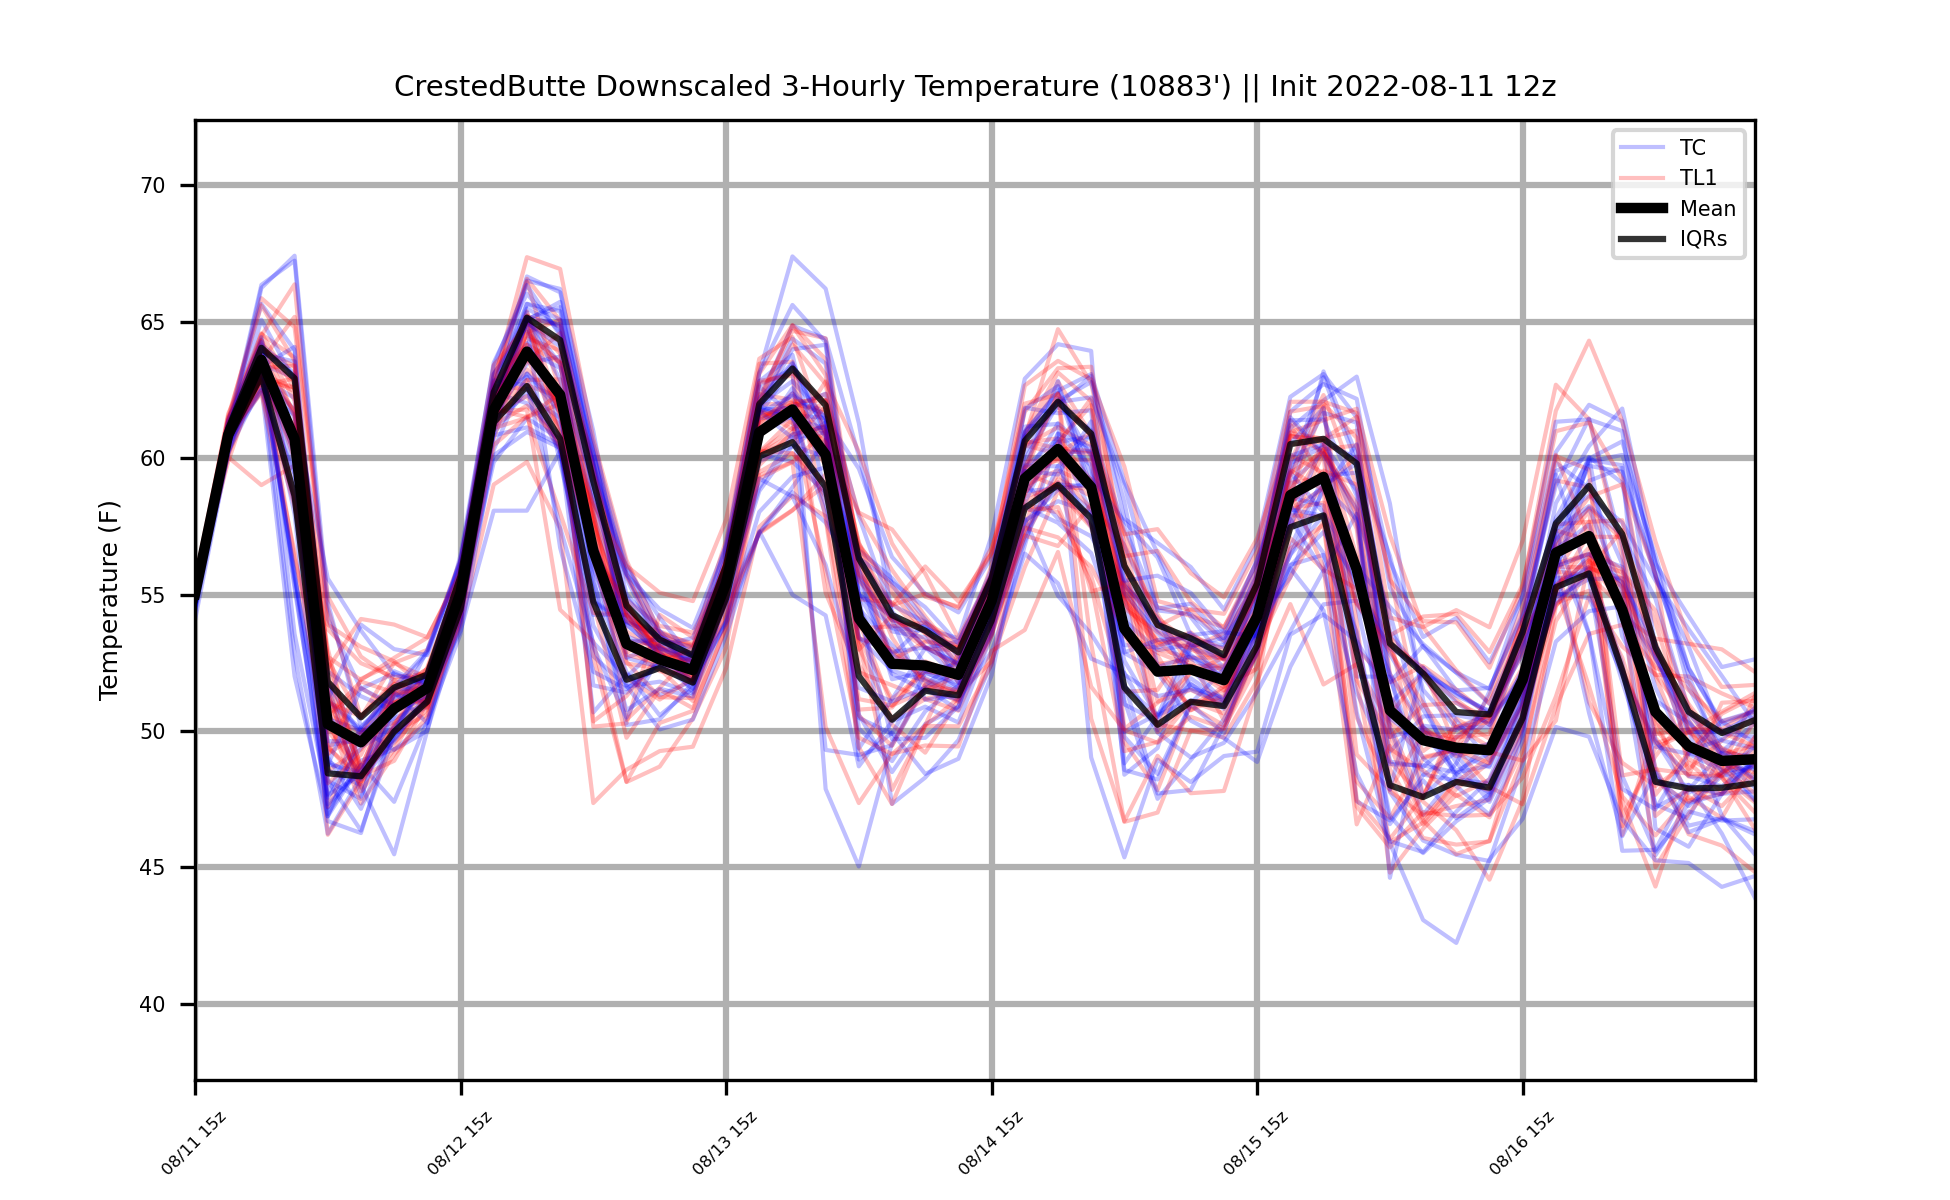 CrestedButte Downscaled 3-Hourly Temperature (10883') || Init 2022-08-11 12z
TC
TL1
Mean
IQRs
Temperature (F)
70
65
60
55
50
45
40
08/11 15z
08/12 15z
08/13 15z
08/14 15z
08/15 15z
08/16 15z